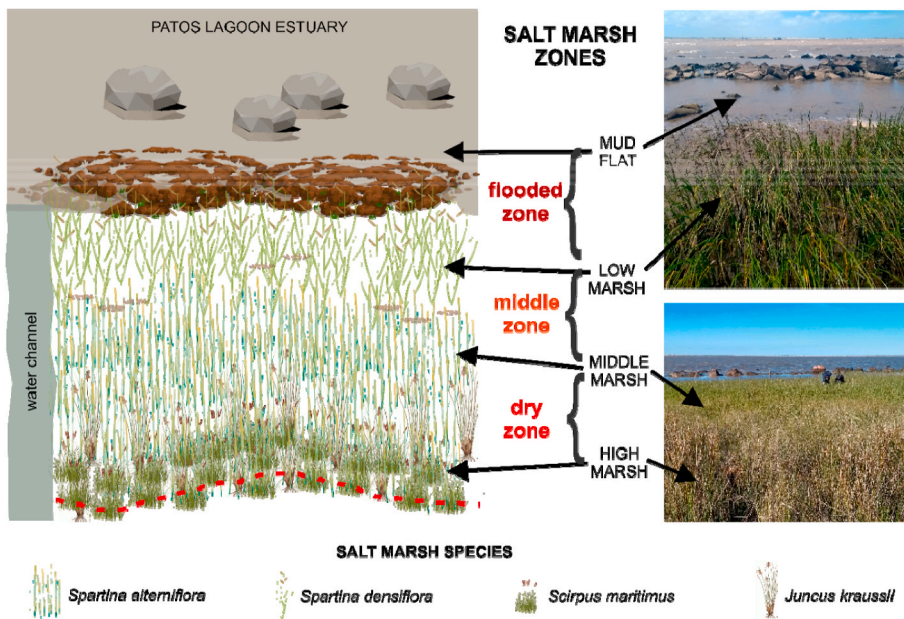 PATOS LAGOON ESTUARY
SALT MARSH
ZONES
MUD
FLAT
flooded
zone
LOW
MARSH
middle
zone
MIDDLE
MARSH
dry
zone
HIGH
MARSH
water channel
SALT MARSH SPECIES
Spartina alterniflora
Spartina densiflora
Scirpus maritimus
Juncus kraussii